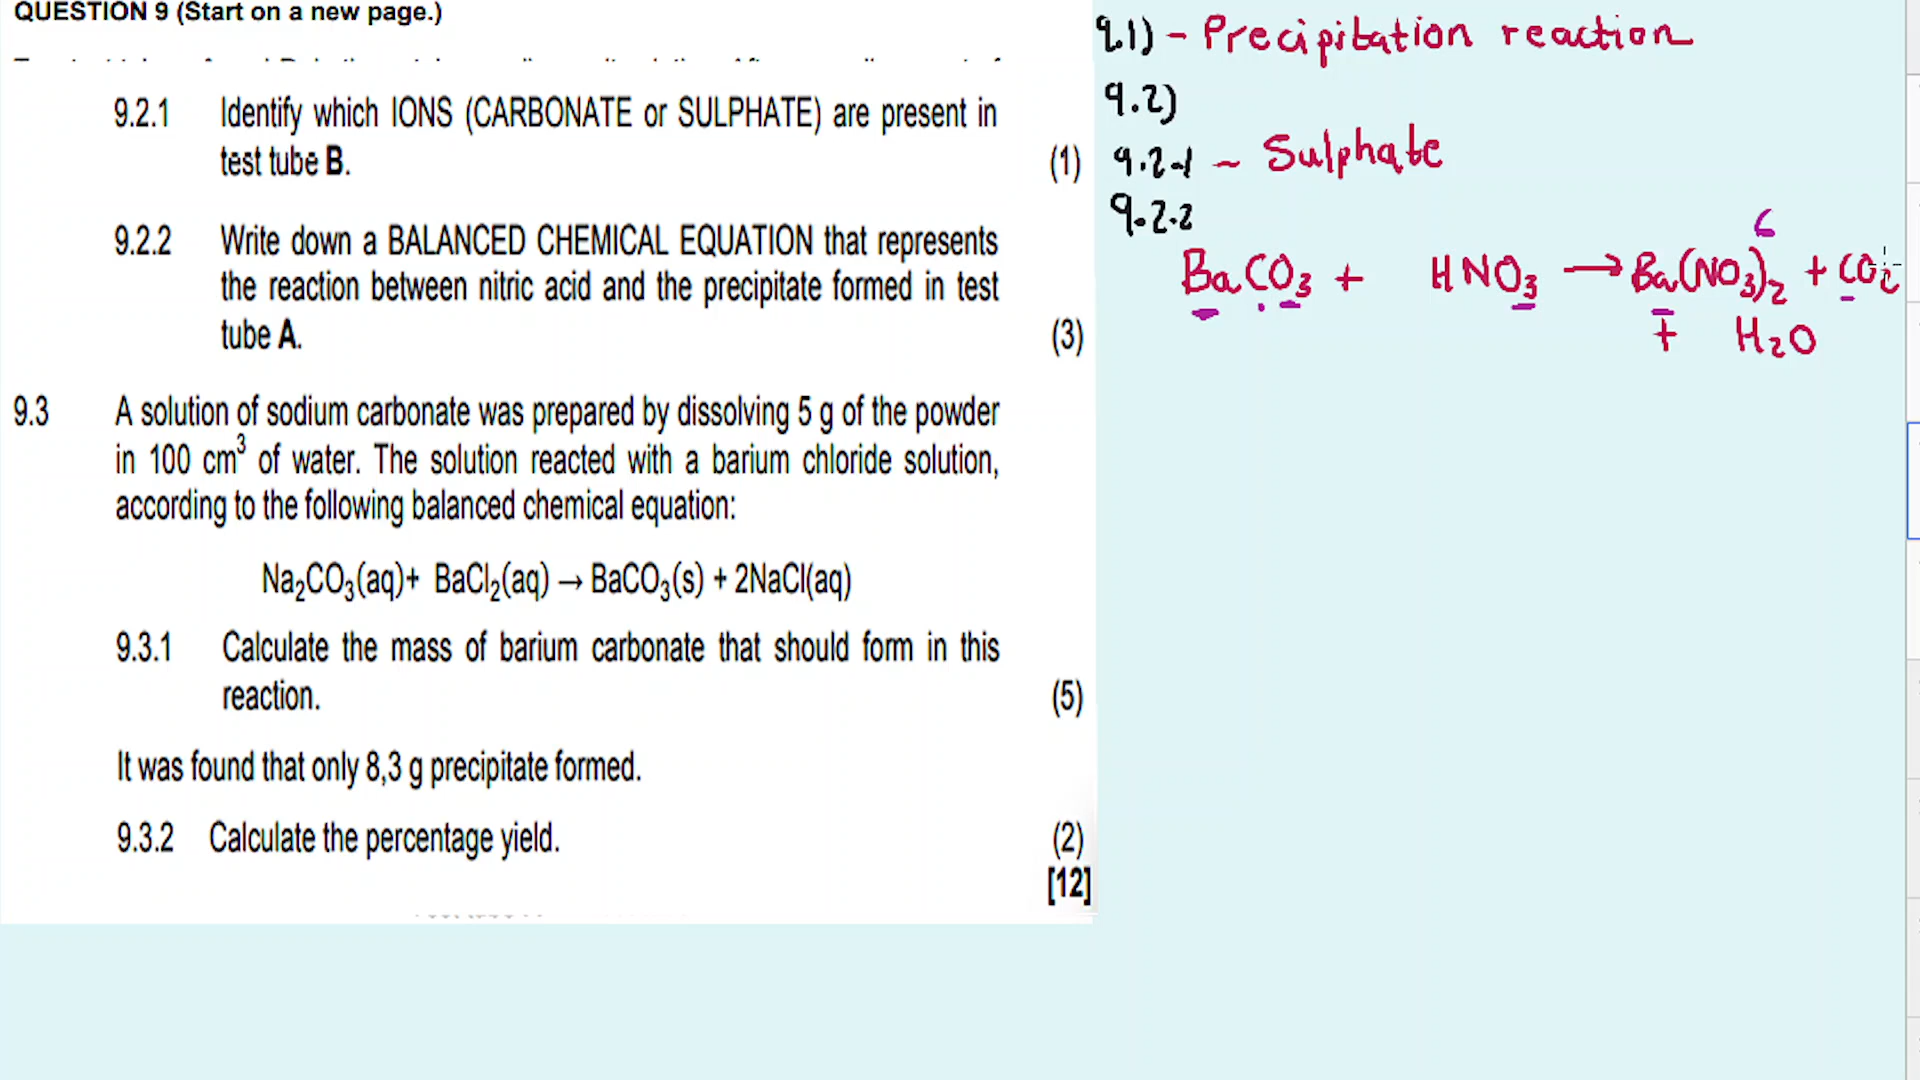 QUESTION 9 (Start on a new page.)
9.2.1 Identify which IONS (CARBONATE or SULPHATE) are present in
test tube B. (1)
9.2.2 Write down a BALANCED CHEMICAL EQUATION that represents
the reaction between nitric acid and the precipitate formed in test
tube A. (3)
9.3 A solution of sodium carbonate was prepared by dissolving 5 g of the powder
in 100 cm³ of water. The solution reacted with a barium chloride solution,
according to the following balanced chemical equation:
Na₂CO₃(aq)+ BaCl₂(aq) → BaCO₃(s) + 2NaCl(aq)
9.3.1 Calculate the mass of barium carbonate that should form in this
reaction. (5)
It was found that only 8,3 g precipitate formed.
9.3.2 Calculate the percentage yield. (2)
[12]
9.1) - Precipitation reaction
9.2)
9.2.1 - Sulphate
9.2.2
6
BaCO₃ + HNO₃ → Ba(NO₃)₂ + CO₂
+ H₂O